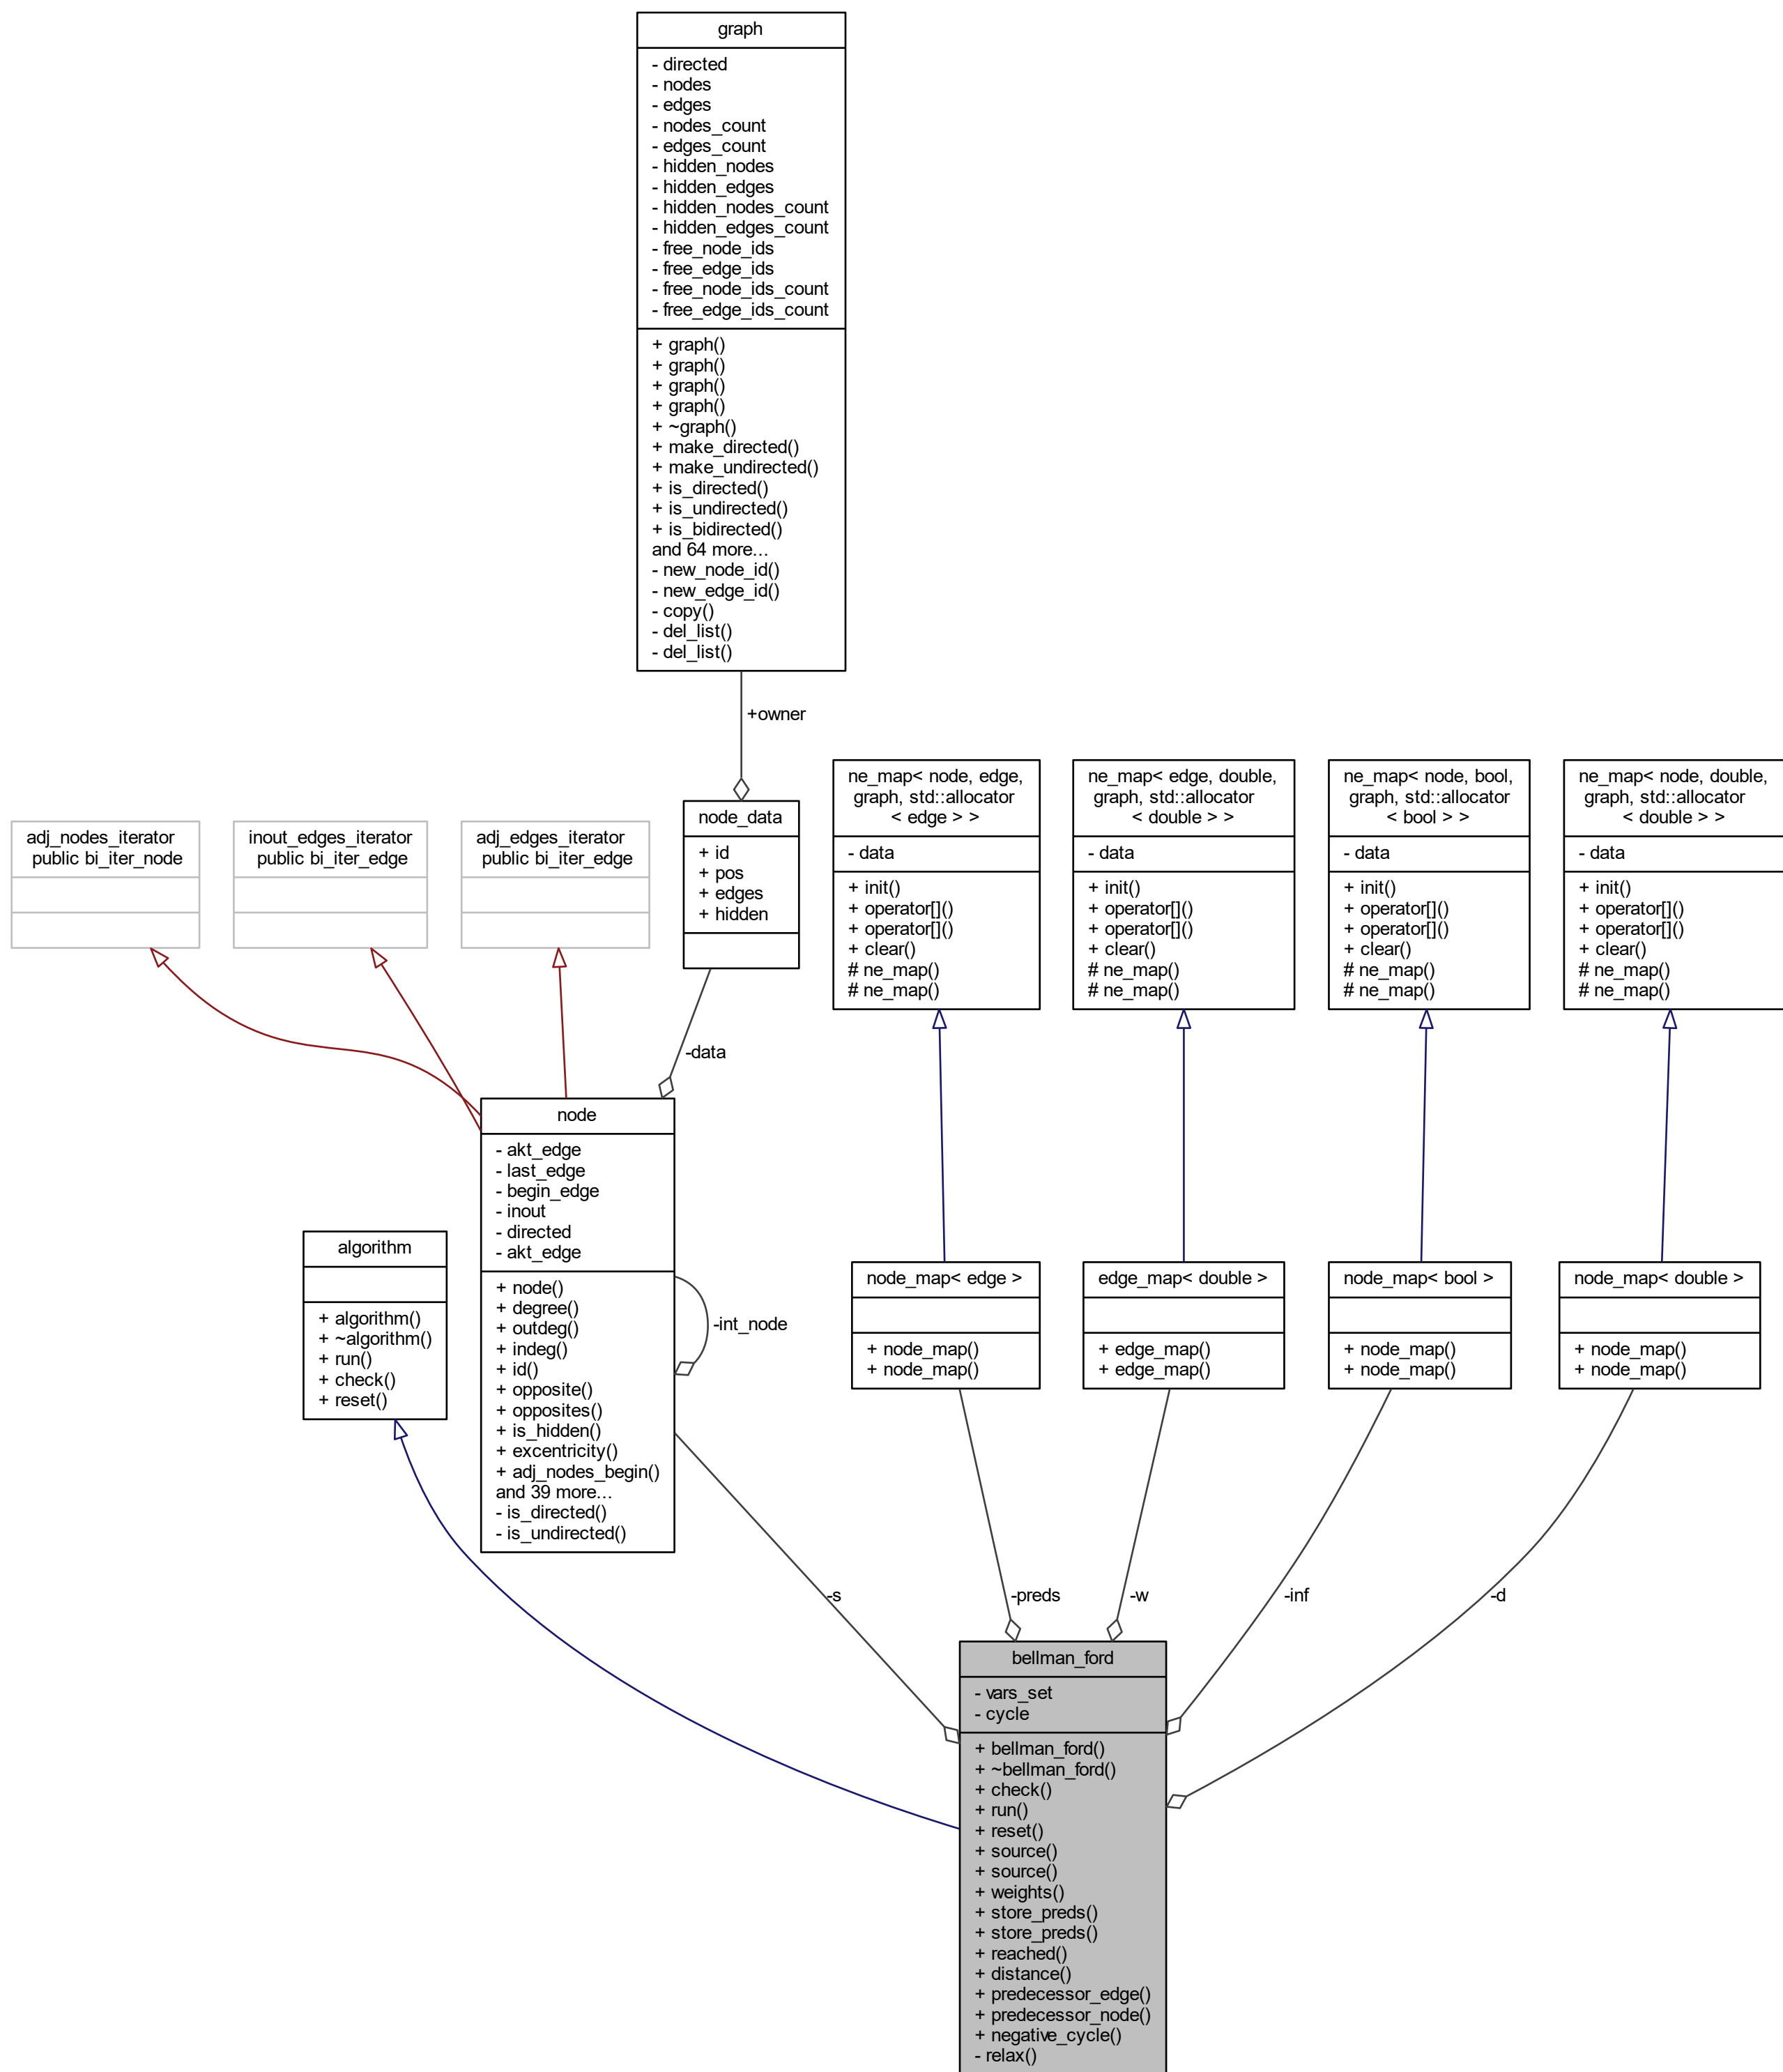 graph
- directed
- nodes
- edges
- nodes_count
- edges_count
- hidden_nodes
- hidden_edges
- hidden_nodes_count
- hidden_edges_count
- free_node_ids
- free_edge_ids
- free_node_ids_count
- free_edge_ids_count
+ graph()
+ graph()
+ graph()
+ graph()
+ ~graph()
+ make_directed()
+ make_undirected()
+ is_directed()
+ is_undirected()
+ is_bidirected()
and 64 more...
- new_node_id()
- new_edge_id()
- copy()
- del_list()
- del_list()
+owner
adj_nodes_iterator
public bi_iter_node
inout_edges_iterator
public bi_iter_edge
adj_edges_iterator
public bi_iter_edge
node_data
+ id
+ pos
+ edges
+ hidden
ne_map< node, edge,
graph, std::allocator
< edge > >
- data
+ init()
+ operator[]()
+ operator[]()
+ clear()
# ne_map()
# ne_map()
ne_map< edge, double,
graph, std::allocator
< double > >
- data
+ init()
+ operator[]()
+ operator[]()
+ clear()
# ne_map()
# ne_map()
ne_map< node, bool,
graph, std::allocator
< bool > >
- data
+ init()
+ operator[]()
+ operator[]()
+ clear()
# ne_map()
# ne_map()
ne_map< node, double,
graph, std::allocator
< double > >
- data
+ init()
+ operator[]()
+ operator[]()
+ clear()
# ne_map()
# ne_map()
-data
node
- akt_edge
- last_edge
- begin_edge
- inout
- directed
- akt_edge
+ node()
+ degree()
+ outdeg()
+ indeg()
+ id()
+ opposite()
+ opposites()
+ is_hidden()
+ excentricity()
+ adj_nodes_begin()
and 39 more...
- is_directed()
- is_undirected()
-int_node
algorithm
+ algorithm()
+ ~algorithm()
+ run()
+ check()
+ reset()
node_map< edge >
+ node_map()
+ node_map()
edge_map< double >
+ edge_map()
+ edge_map()
node_map< bool >
+ node_map()
+ node_map()
node_map< double >
+ node_map()
+ node_map()
-s
-preds
-w
-inf
-d
bellman_ford
- vars_set
- cycle
+ bellman_ford()
+ ~bellman_ford()
+ check()
+ run()
+ reset()
+ source()
+ source()
+ weights()
+ store_preds()
+ store_preds()
+ reached()
+ distance()
+ predecessor_edge()
+ predecessor_node()
+ negative_cycle()
- relax()